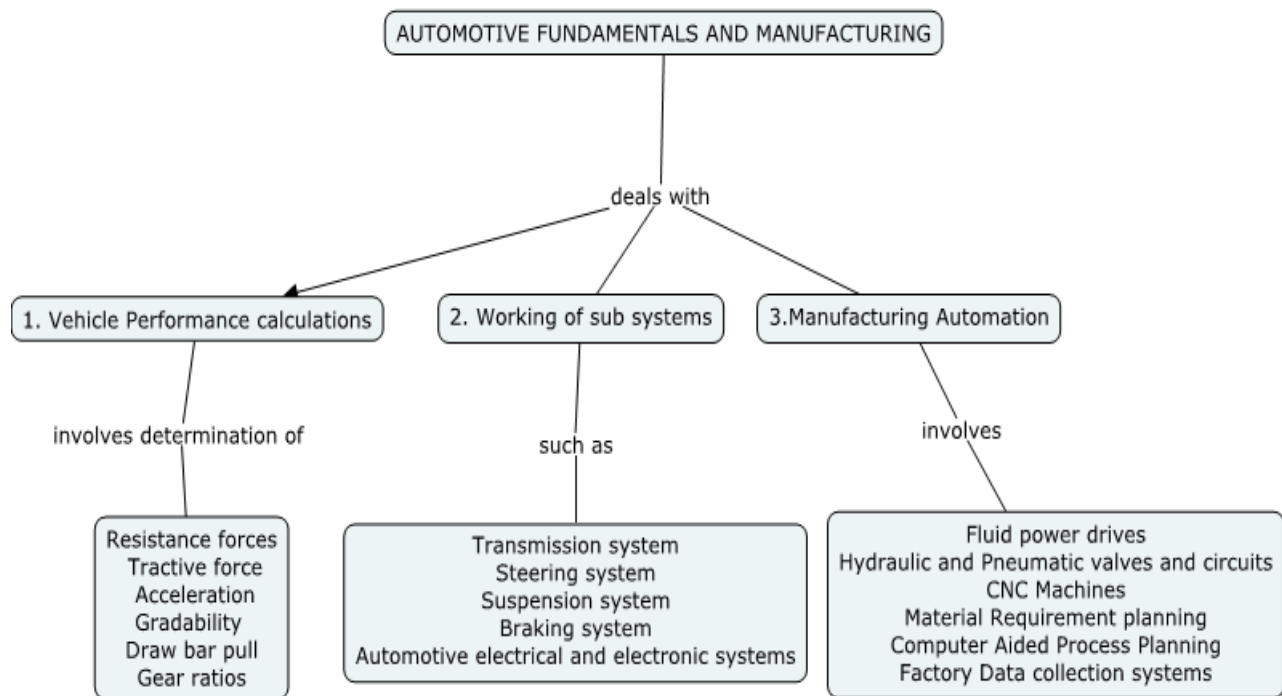 AUTOMOTIVE FUNDAMENTALS AND MANUFACTURING
deals with
1. Vehicle Performance calculations
2. Working of sub systems
3.Manufacturing Automation
involves determination of
such as
involves
Resistance forces
Tractive force
Acceleration
Gradability
Draw bar pull
Gear ratios
Transmission system
Steering system
Suspension system
Braking system
Automotive electrical and electronic systems
Fluid power drives
Hydraulic and Pneumatic valves and circuits
CNC Machines
Material Requirement planning
Computer Aided Process Planning
Factory Data collection systems